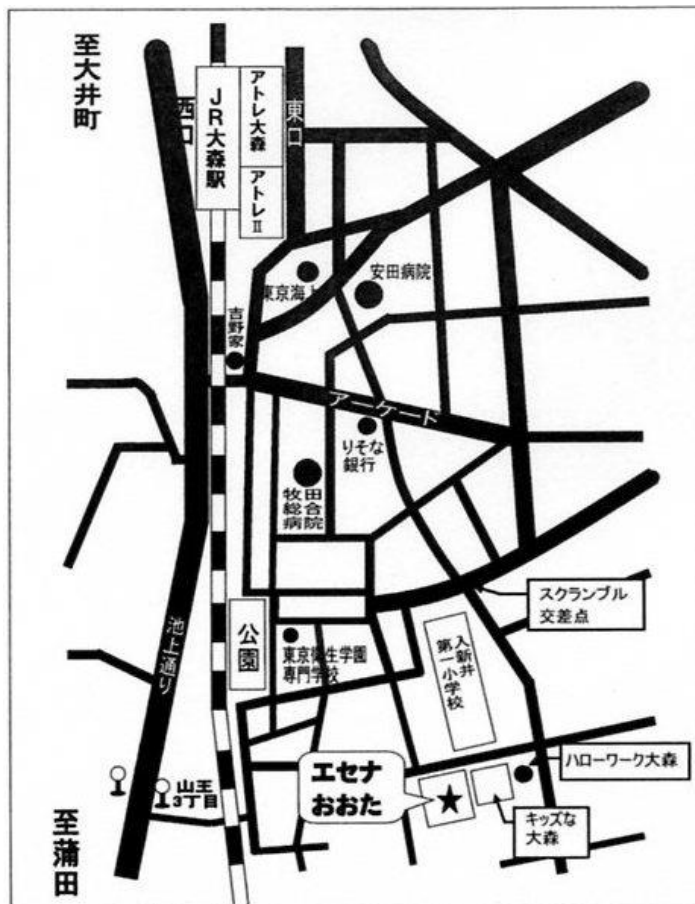 至大井町
西口
JR大森駅
アトレ大森
アトレⅡ
東口
東京海上
安田病院
吉野家
アーケード
りそな
銀行
牧田
総合
病院
スクランブル
交差点
池上通り
公園
東京衛生学園
専門学校
入新井
第一小学校
ハローワーク大森
エセナ
おおた
キッズな
大森
山王
3丁目
至蒲田